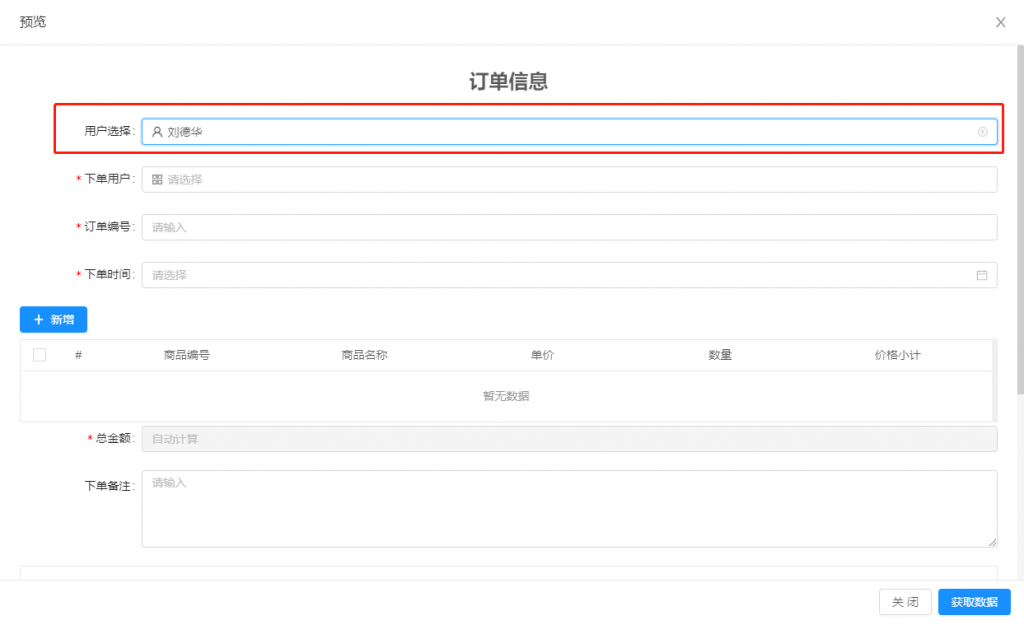 预览
订单信息
用户选择: 刘德华
* 下单用户: 请选择
* 订单编号: 请输入
* 下单时间: 请选择
+ 新增
# 商品编号 商品名称 单价 数量 价格小计
暂无数据
* 总金额: 自动计算
下单备注: 请输入
关 闭 获取数据